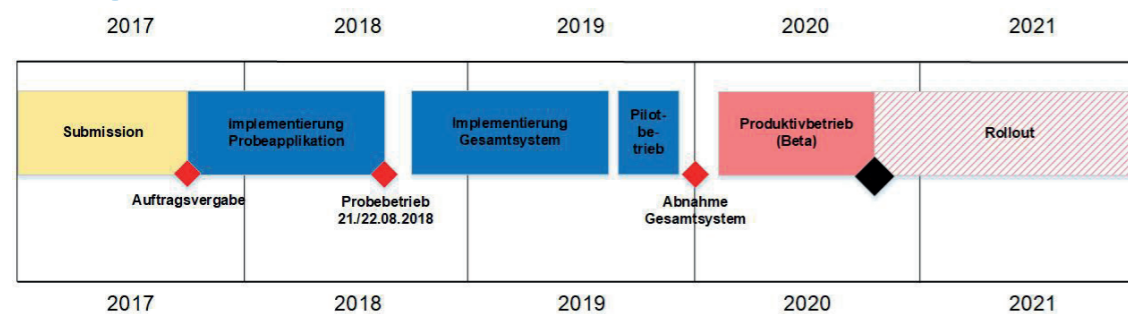 2017 2018 2019 2020 2021
Submission
Implementierung
Probeapplikation
Implementierung
Gesamtsystem
Pilot-
be-
trieb
Produktivbetrieb
(Beta)
Rollout
Auftragsvergabe
Probebetrieb
21./22.08.2018
Abnahme
Gesamtsystem
2017 2018 2019 2020 2021